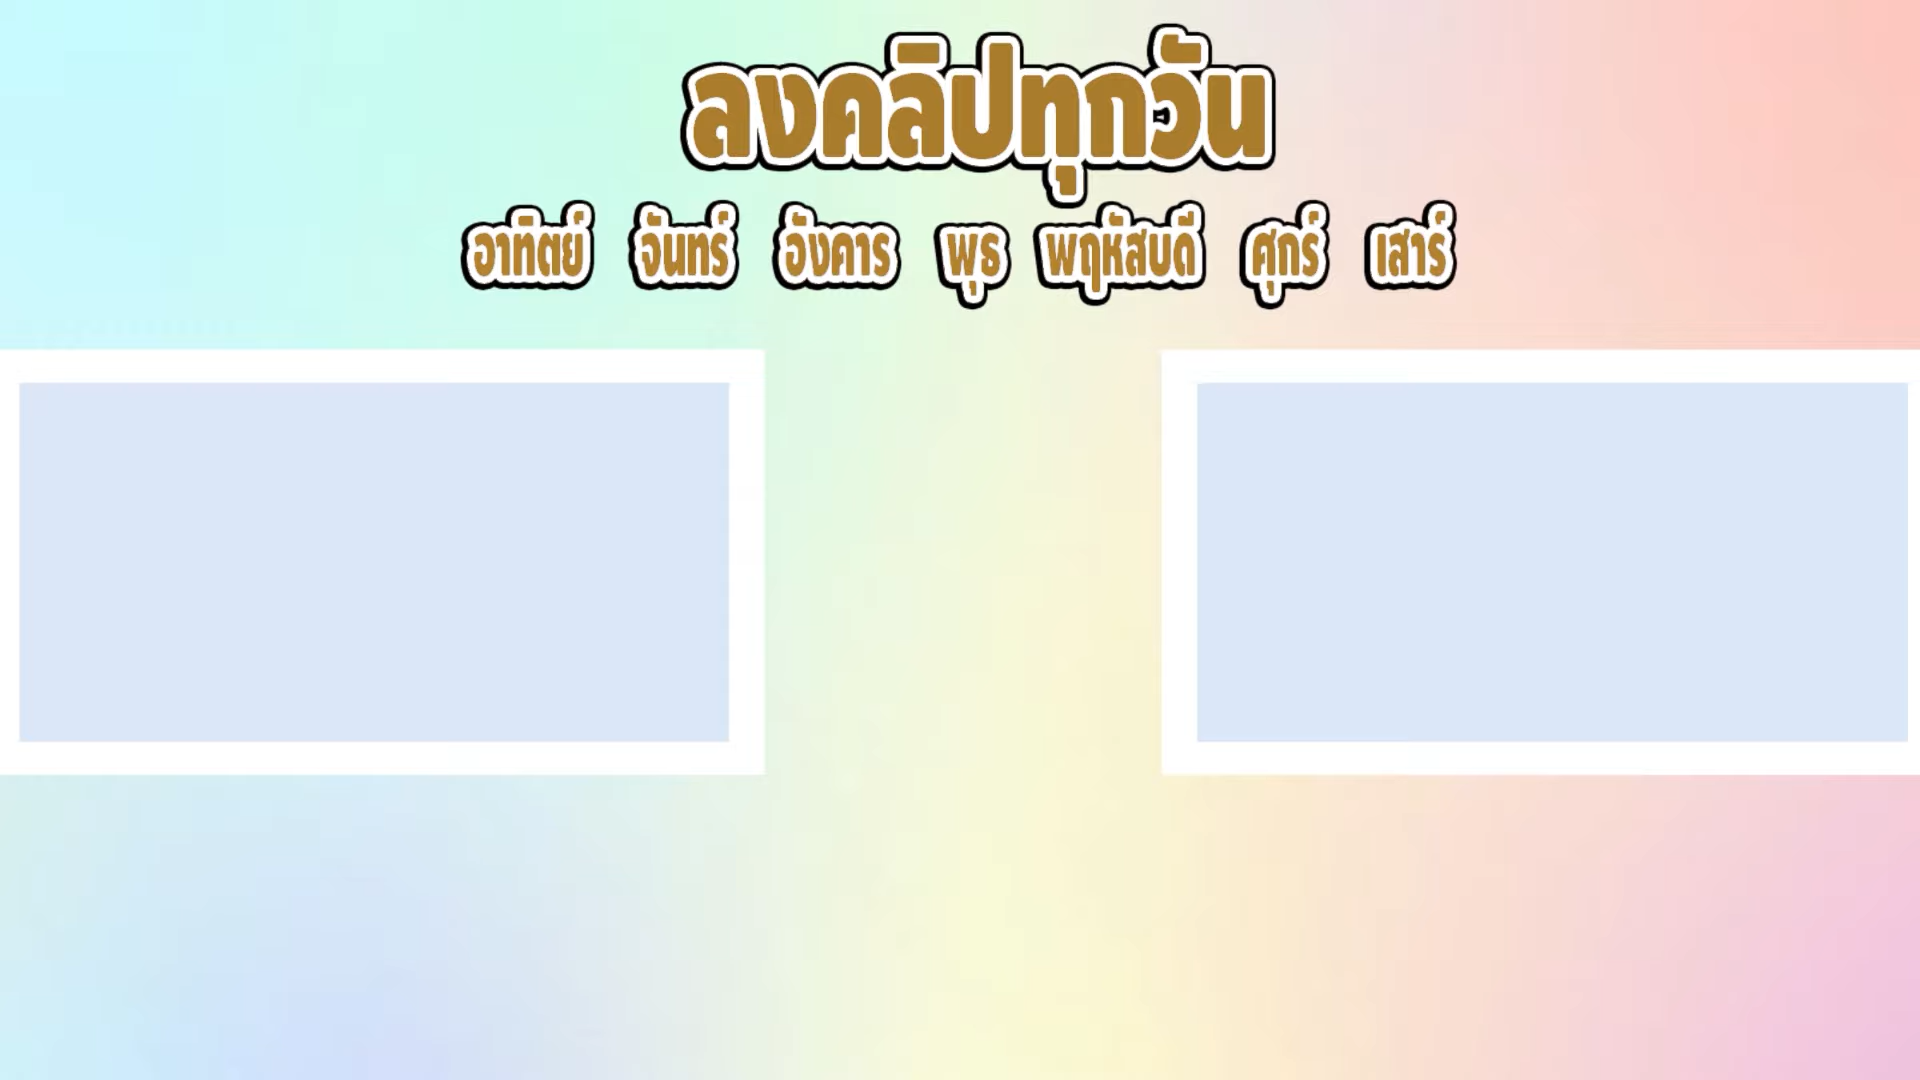 ลงคลิปทุกวัน
อาทิตย์ จันทร์ อังคาร พุธ พฤหัสบดี ศุกร์ เสาร์